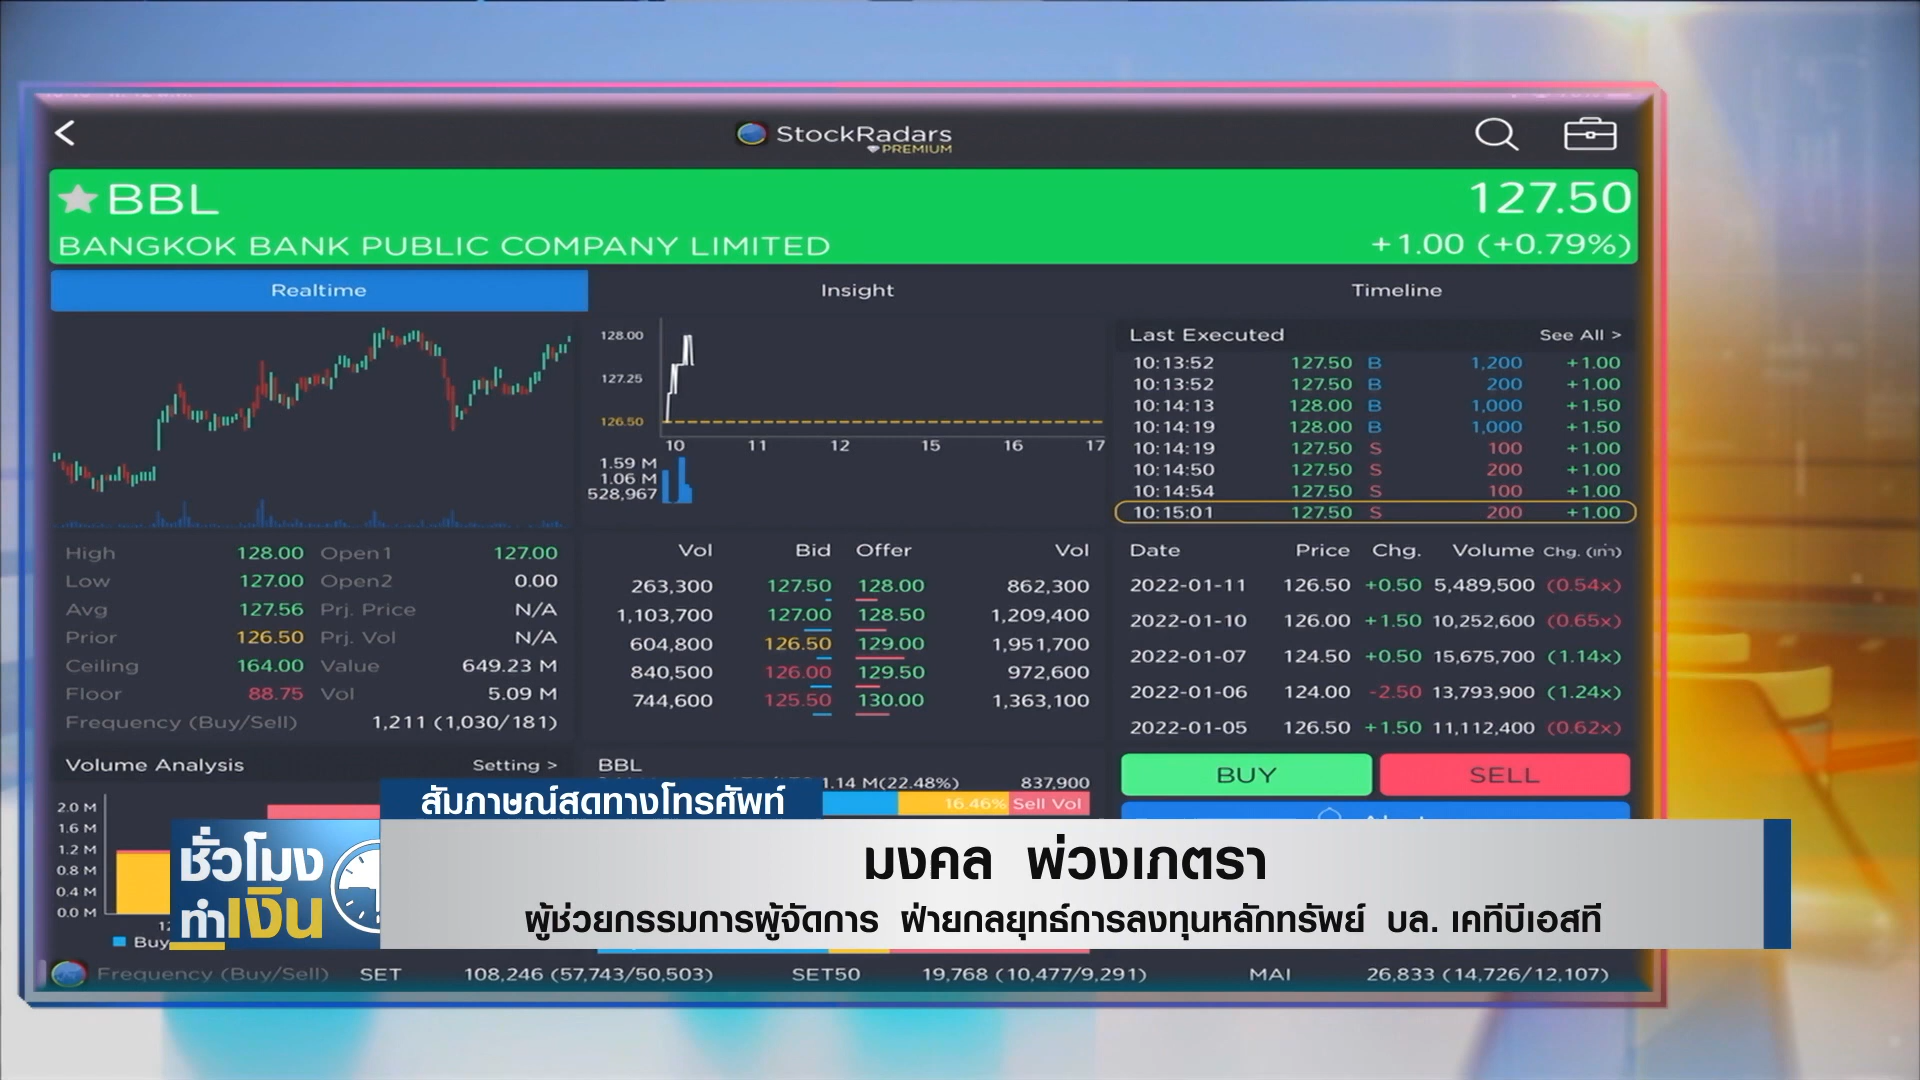 StockRadars
PREMIUM
BBL
127.50
BANGKOK BANK PUBLIC COMPANY LIMITED
+1.00 (+0.79%)
Realtime
Insight
Timeline
128.00
127.25
126.50
10 11 12 15 16 17
1.59 M
1.06 M
528,967
Last Executed See All >
10:13:52 127.50 B 1,200 +1.00
10:13:52 127.50 B 200 +1.00
10:14:13 128.00 B 1,000 +1.50
10:14:19 128.00 B 1,000 +1.50
10:14:19 127.50 S 100 +1.00
10:14:50 127.50 S 200 +1.00
10:14:54 127.50 S 100 +1.00
10:15:01 127.50 S 200 +1.00
High 128.00 Open1 127.00
Low 127.00 Open2 0.00
Avg 127.56 Prj. Price N/A
Prior 126.50 Prj. Vol N/A
Ceiling 164.00 Value 649.23 M
Floor 88.75 Vol 5.09 M
Frequency (Buy/Sell) 1,211 (1,030/181)
Vol Bid Offer Vol
263,300 127.50 128.00 862,300
1,103,700 127.00 128.50 1,209,400
604,800 126.50 129.00 1,951,700
840,500 126.00 129.50 972,600
744,600 125.50 130.00 1,363,100
Date Price Chg. Volume Chg. (เท่า)
2022-01-11 126.50 +0.50 5,489,500 (0.54x)
2022-01-10 126.00 +1.50 10,252,600 (0.65x)
2022-01-07 124.50 +0.50 15,675,700 (1.14x)
2022-01-06 124.00 -2.50 13,793,900 (1.24x)
2022-01-05 126.50 +1.50 11,112,400 (0.62x)
Volume Analysis Setting >
2.0 M
1.6 M
1.2 M
0.8 M
0.4 M
0.0 M
Buy
BBL
1.14 M(22.48%) 837,900
16.46% Sell Vol
BUY
SELL
สัมภาษณ์สดทางโทรศัพท์
ชั่วโมง
ทำเงิน
มงคล พ่วงเภตรา
ผู้ช่วยกรรมการผู้จัดการ ฝ่ายกลยุทธ์การลงทุนหลักทรัพย์ บล. เคทีบีเอสที
Frequency (Buy/Sell) SET 108,246 (57,743/50,503) SET50 19,768 (10,477/9,291) MAI 26,833 (14,726/12,107)